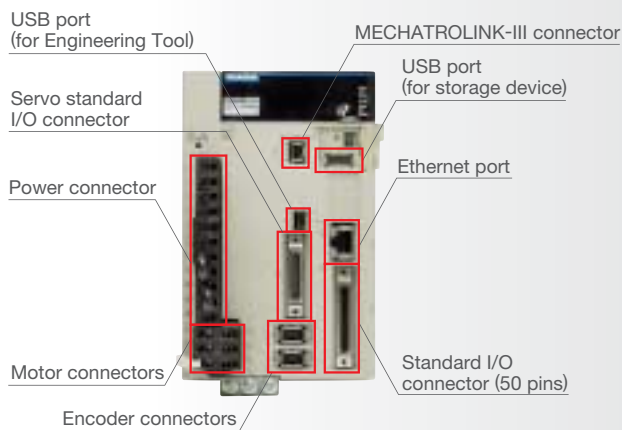 USB port
(for Engineering Tool)
MECHATROLINK-III connector
USB port
(for storage device)
Servo standard
I/O connector
Ethernet port
Power connector
Motor connectors
Standard I/O
connector (50 pins)
Encoder connectors